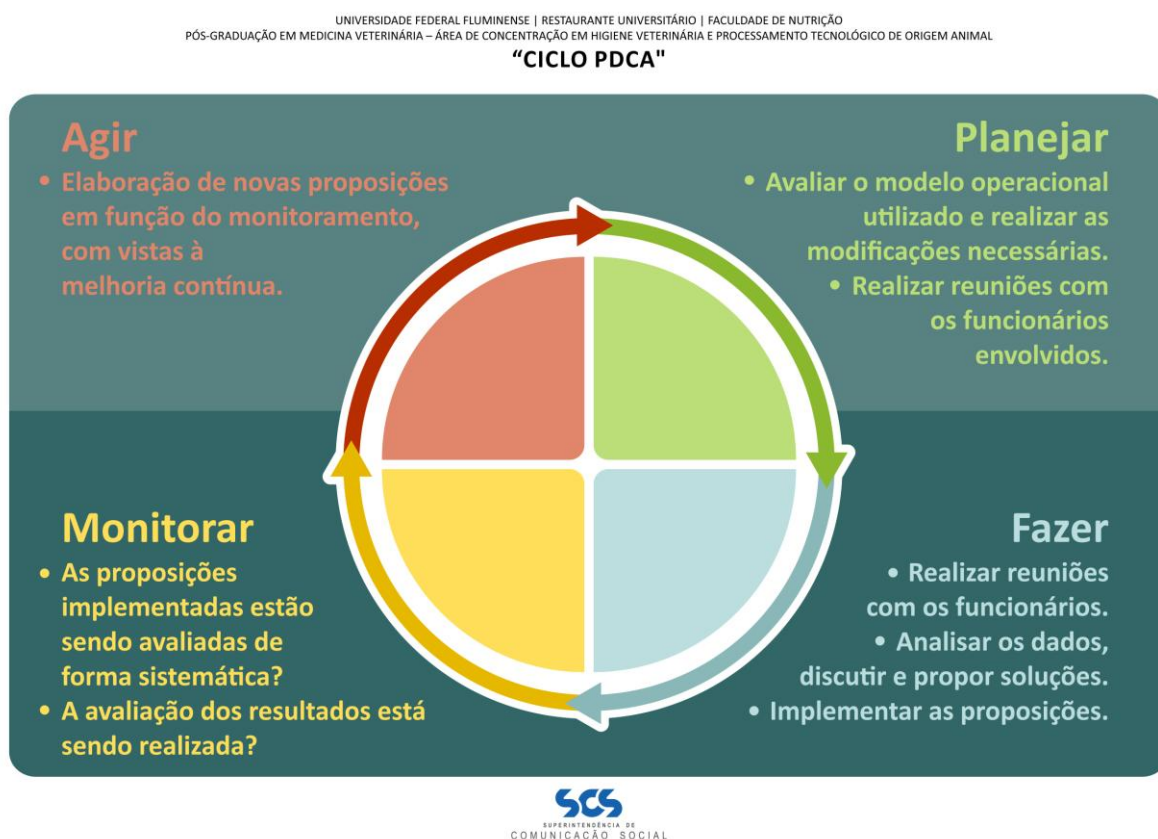 UNIVERSIDADE FEDERAL FLUMINENSE | RESTAURANTE UNIVERSITÁRIO | FACULDADE DE NUTRIÇÃO
PÓS-GRADUAÇÃO EM MEDICINA VETERINÁRIA – ÁREA DE CONCENTRAÇÃO EM HIGIENE VETERINÁRIA E PROCESSAMENTO TECNOLÓGICO DE ORIGEM ANIMAL
“CICLO PDCA"
Agir
• Elaboração de novas proposições
em função do monitoramento,
com vistas à
melhoria contínua.
Planejar
• Avaliar o modelo operacional
utilizado e realizar as
modificações necessárias.
• Realizar reuniões com
os funcionários
envolvidos.
Monitorar
• As proposições
implementadas estão
sendo avaliadas de
forma sistemática?
• A avaliação dos resultados está
sendo realizada?
Fazer
• Realizar reuniões
com os funcionários.
• Analisar os dados,
discutir e propor soluções.
• Implementar as proposições.
SCS
SUPERINTENDÊNCIA DE
COMUNICAÇÃO SOCIAL